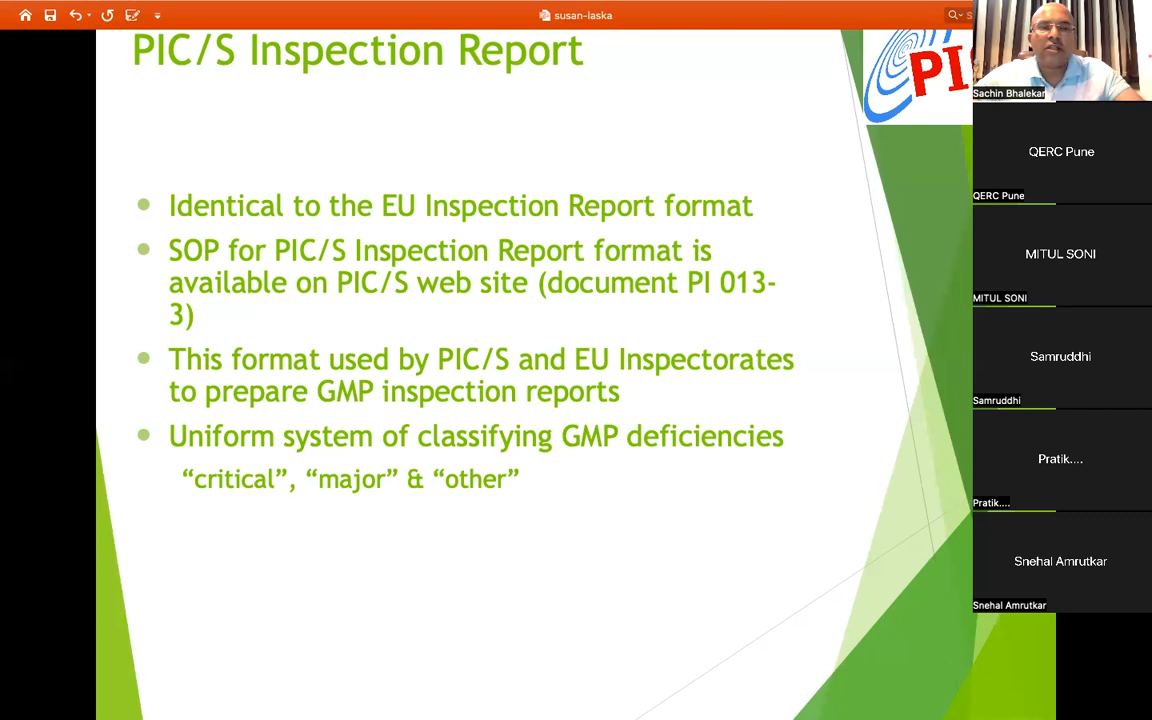 susan-laska
S
PIC/S Inspection Report
PIC
Identical to the EU Inspection Report format
SOP for PIC/S Inspection Report format is
available on PIC/S web site (document PI 013-
3)
This format used by PIC/S and EU Inspectorates
to prepare GMP inspection reports
Uniform system of classifying GMP deficiencies
“critical”, “major” & “other”
Sachin Bhalekar
QERC Pune
QERC Pune
MITUL SONI
MITUL SONI
Samruddhi
Samruddhi
Pratik....
Pratik....
Snehal Amrutkar
Snehal Amrutkar